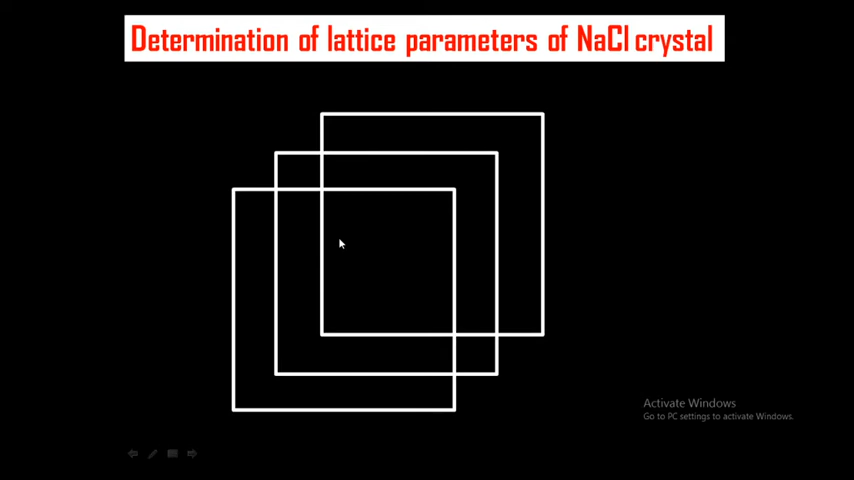 Determination of lattice parameters of NaCl crystal
Activate Windows
Go to PC settings to activate Windows.